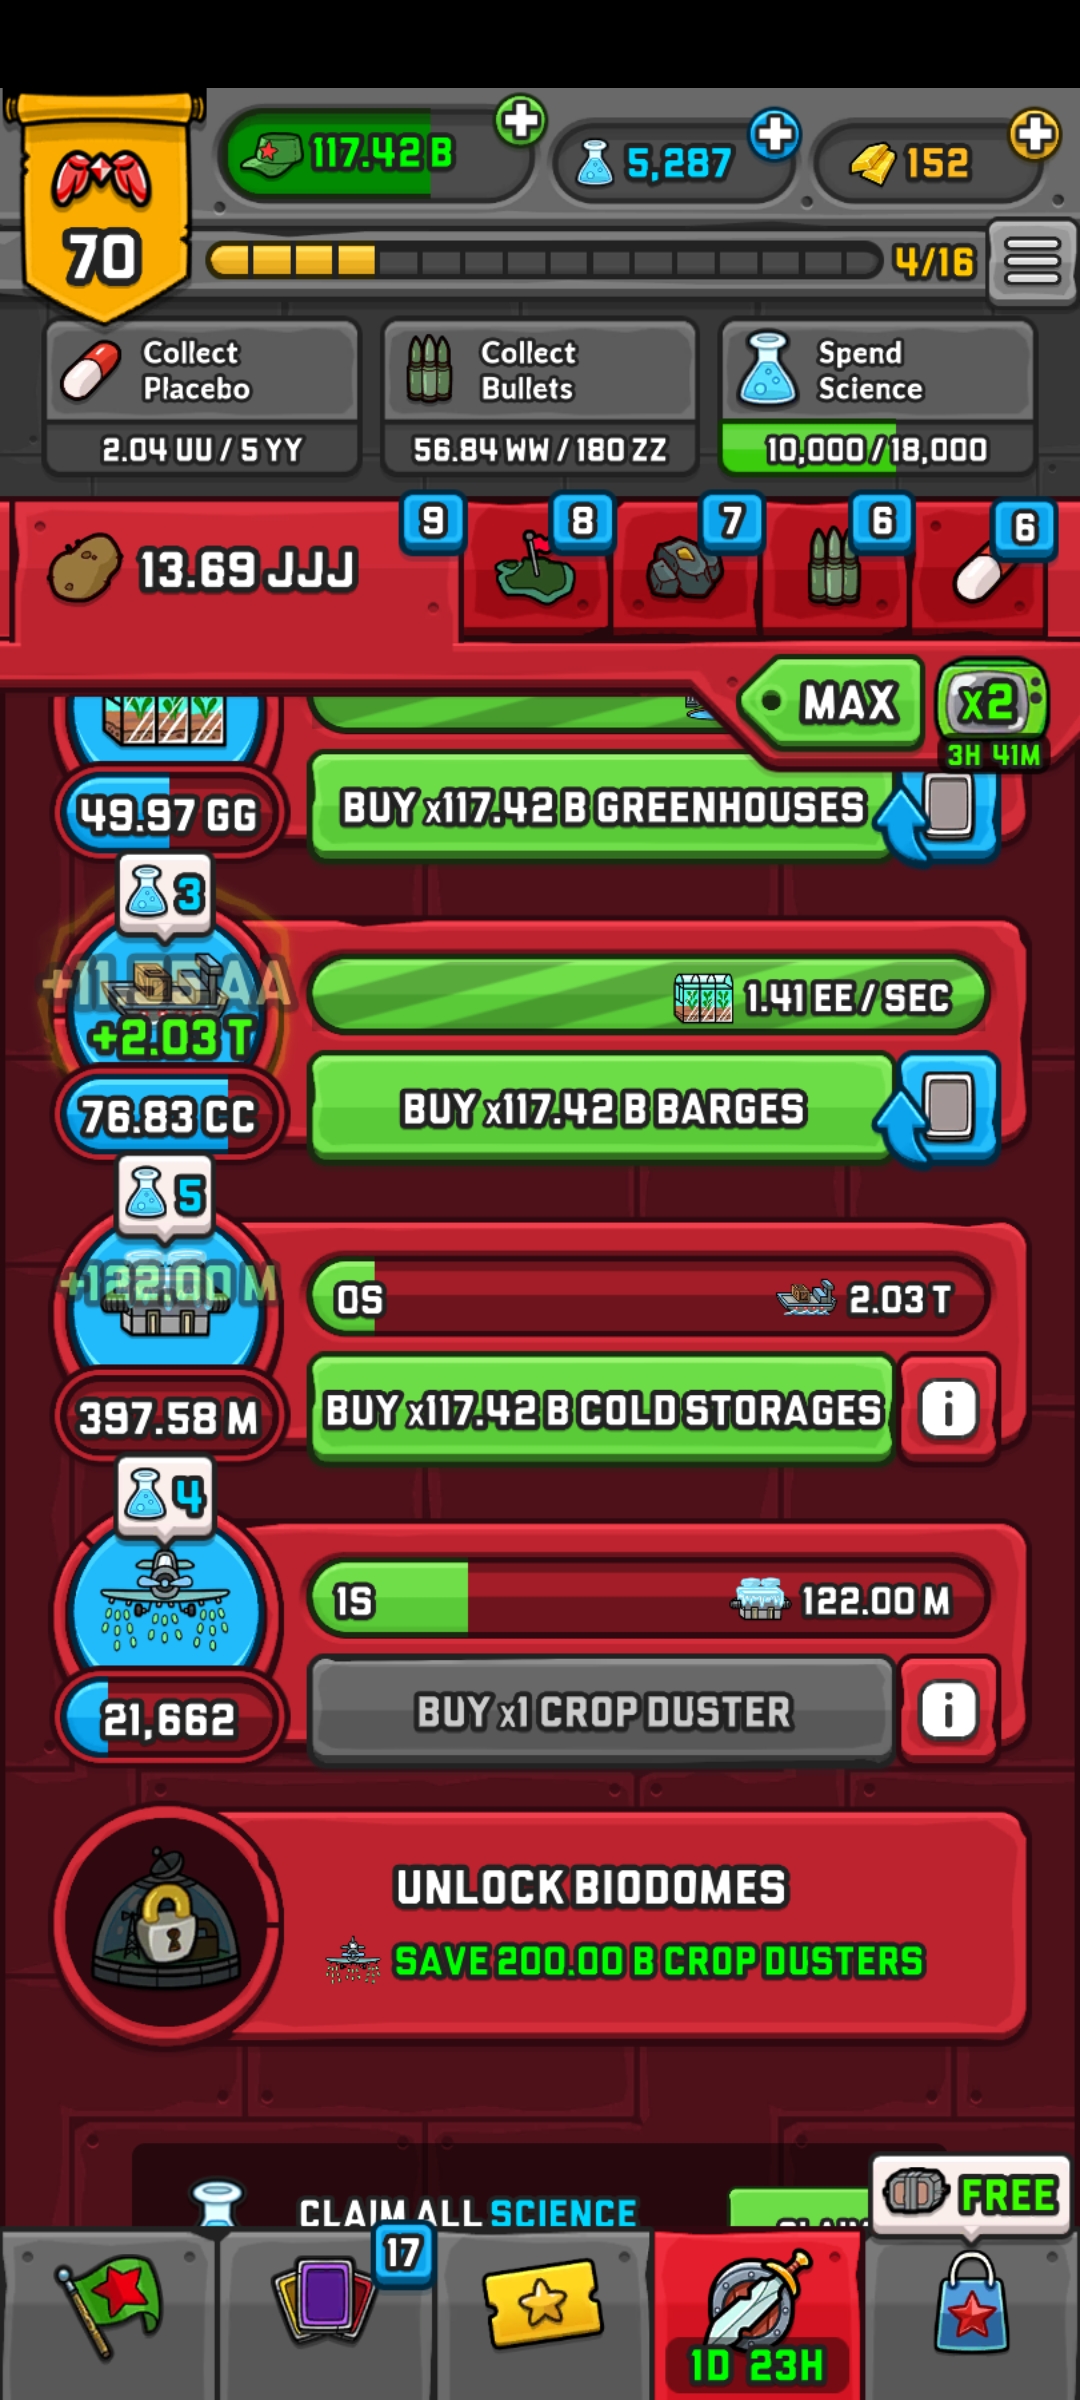 70
117.42 B
5,287
152
4/16
Collect
Placebo
2.04 UU / 5 YY
Collect
Bullets
56.84 WW / 180 ZZ
Spend
Science
10,000 / 18,000
13.69 JJJ
9
8
7
6
6
MAX
x2
3H 41M
49.97 GG
BUY x117.42 B GREENHOUSES
3
+2.03 T
1.41 EE / SEC
76.83 CC
BUY x117.42 B BARGES
5
+122.00 M
0S
2.03 T
397.58 M
BUY x117.42 B COLD STORAGES
i
4
1S
122.00 M
21,662
BUY x1 CROP DUSTER
i
UNLOCK BIODOMES
SAVE 200.00 B CROP DUSTERS
CLAIM ALL SCIENCE
FREE
17
1D 23H